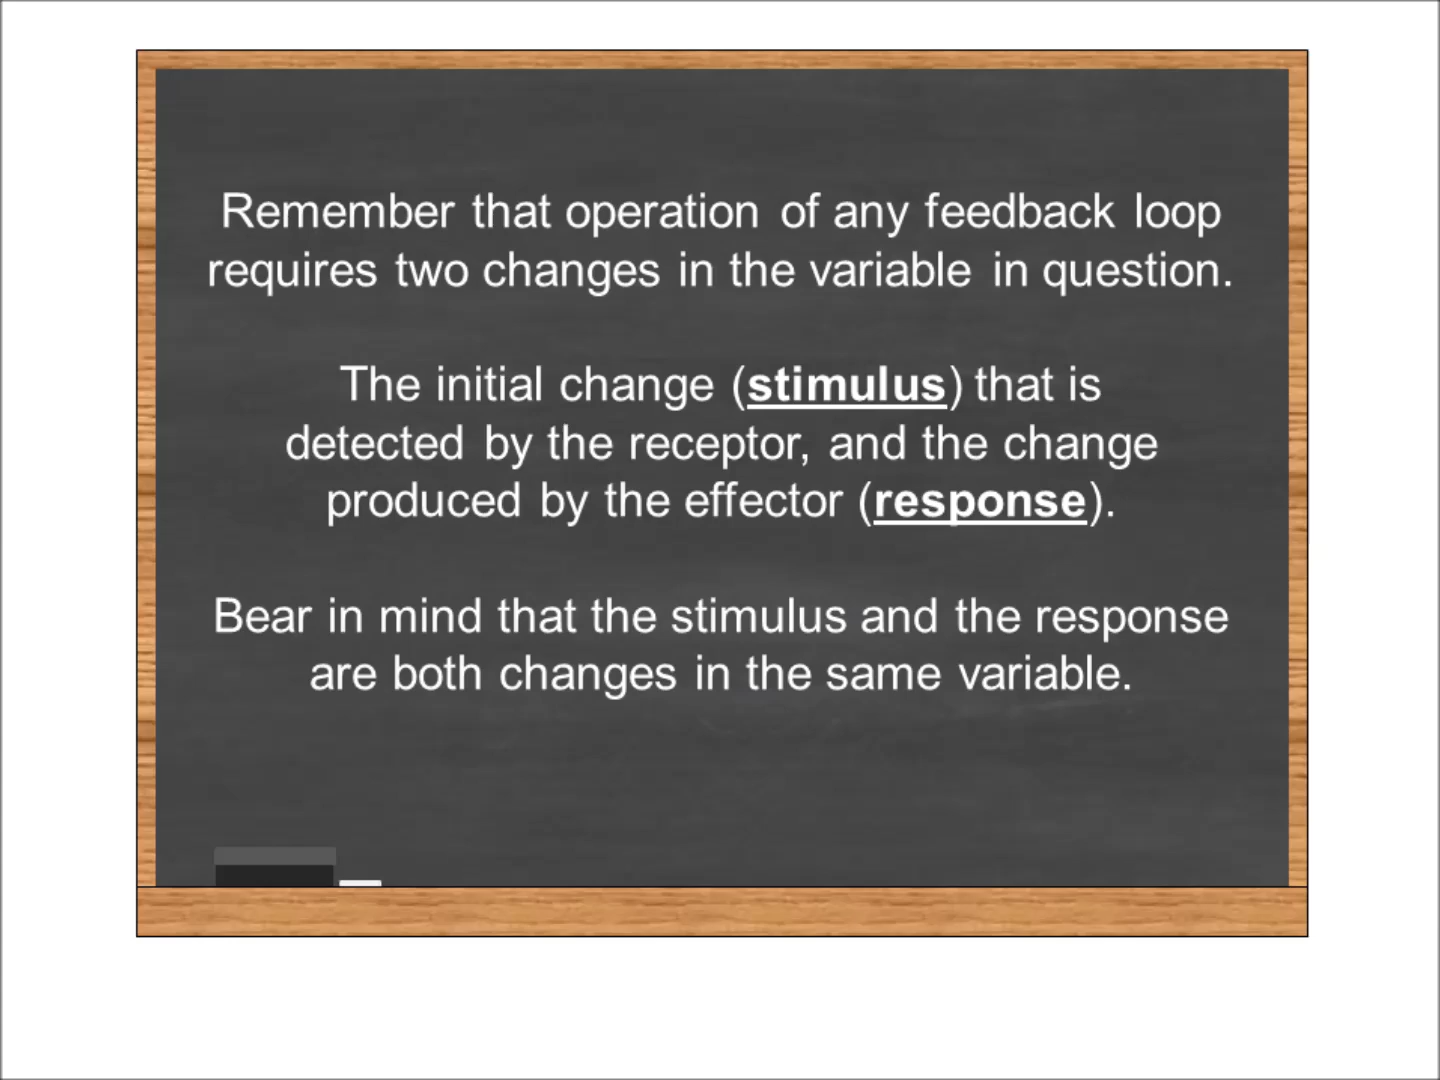 Remember that operation of any feedback loop
requires two changes in the variable in question.
The initial change (stimulus) that is
detected by the receptor, and the change
produced by the effector (response).
Bear in mind that the stimulus and the response
are both changes in the same variable.